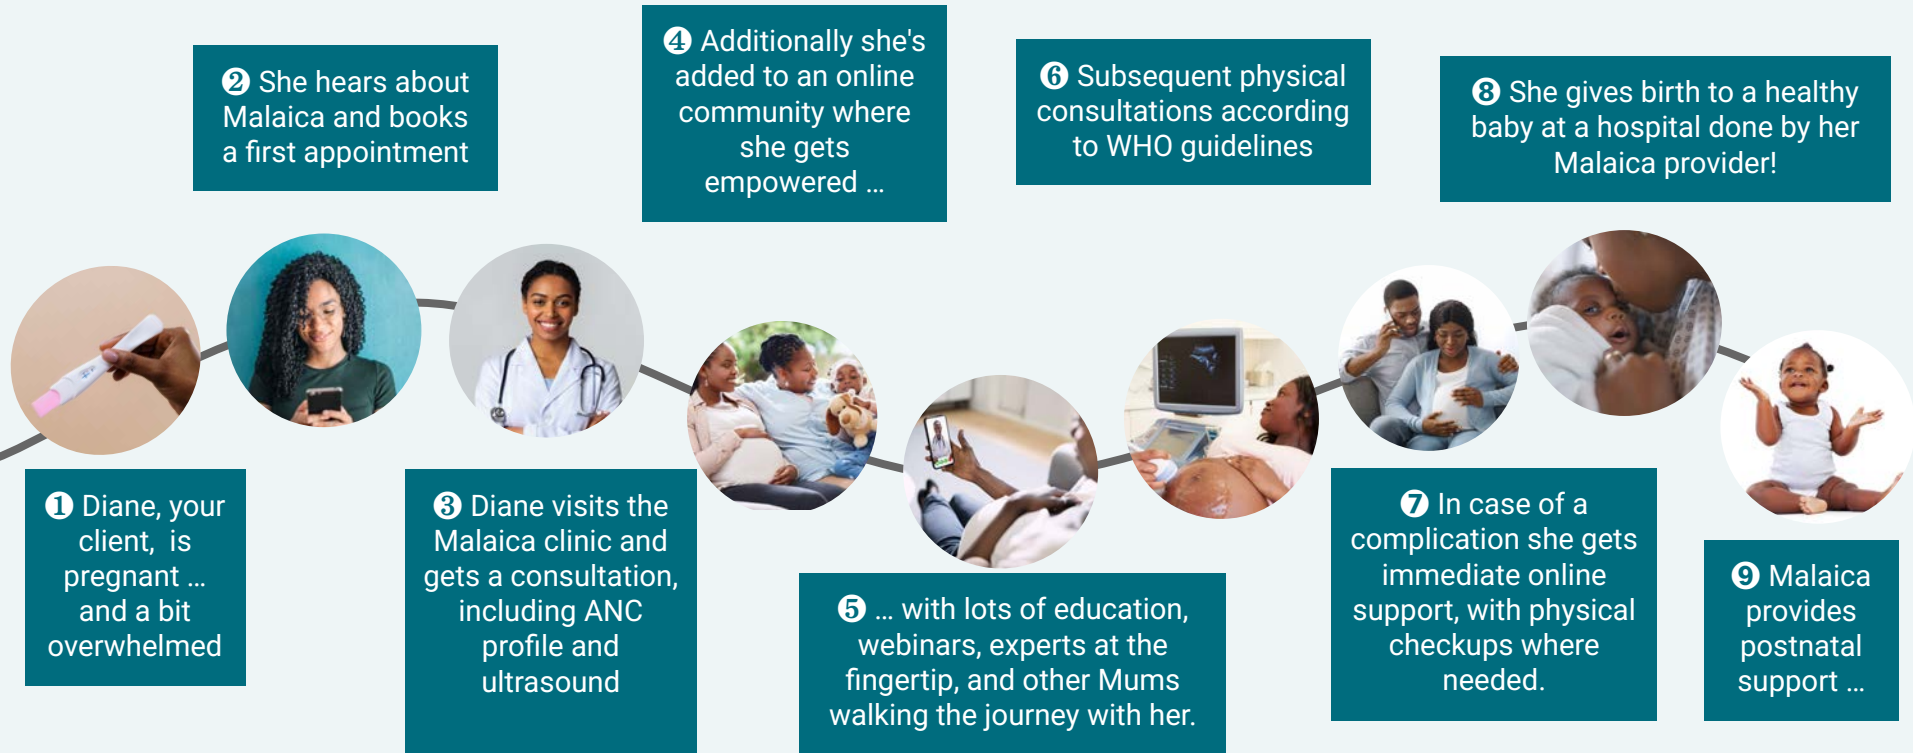 ❶ Diane, your
client, is
pregnant ...
and a bit
overwhelmed
❷ She hears about
Malaica and books
a first appointment
❸ Diane visits the
Malaica clinic and
gets a consultation,
including ANC
profile and
ultrasound
❹ Additionally she's
added to an online
community where
she gets
empowered ...
❺ ... with lots of education,
webinars, experts at the
fingertip, and other Mums
walking the journey with her.
❻ Subsequent physical
consultations according
to WHO guidelines
❼ In case of a
complication she gets
immediate online
support, with physical
checkups where
needed.
❽ She gives birth to a healthy
baby at a hospital done by her
Malaica provider!
❾ Malaica
provides
postnatal
support ...